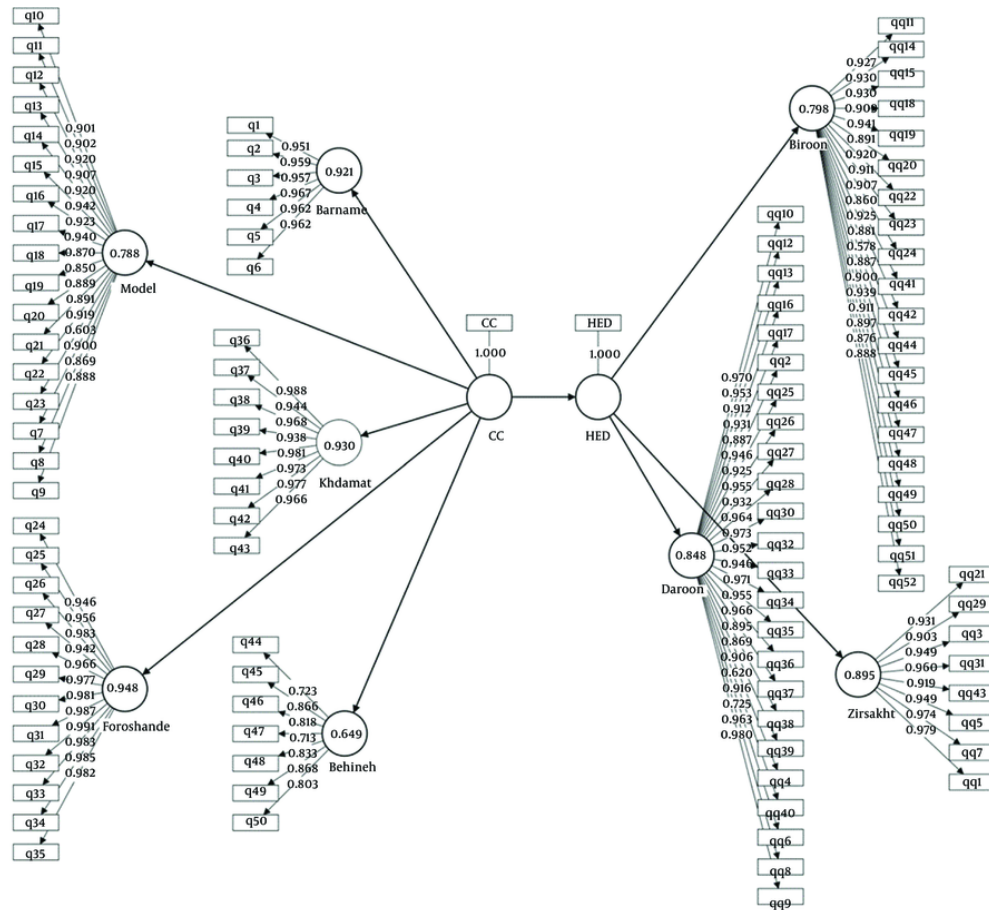 q10
q11
q12
q13
q14
q15
q16
q17
q18
q19
q20
q21
q22
q23
q7
q8
q9
0.901
0.902
0.920
0.907
0.920
0.942
0.923
0.940
0.870
0.850
0.889
0.891
0.919
0.603
0.900
0.869
0.888
0.788
Model
q1
q2
q3
q4
q5
q6
0.951
0.959
0.957
0.967
0.962
0.962
0.921
Barname
q36
q37
q38
q39
q40
q41
q42
q43
0.988
0.944
0.968
0.938
0.981
0.973
0.977
0.966
0.930
Khdamat
q24
q25
q26
q27
q28
q29
q30
q31
q32
q33
q34
q35
0.946
0.956
0.983
0.942
0.966
0.977
0.981
0.987
0.991
0.983
0.985
0.982
0.948
Foroshande
q44
q45
q46
q47
q48
q49
q50
0.723
0.866
0.818
0.713
0.833
0.868
0.803
0.649
Behineh
CC
1.000
CC
HED
1.000
HED
qq11
qq14
qq15
qq18
qq19
qq20
qq22
qq23
qq24
qq41
qq42
qq44
qq45
qq46
qq47
qq48
qq49
qq50
qq51
qq52
0.927
0.930
0.930
0.908
0.941
0.891
0.920
0.911
0.907
0.860
0.925
0.881
0.578
0.887
0.900
0.939
0.911
0.897
0.876
0.888
0.798
Biroon
qq10
qq12
qq13
qq16
qq17
qq2
qq25
qq26
qq27
qq28
qq30
qq32
qq33
qq34
qq35
qq36
qq37
qq38
qq39
qq4
qq40
qq6
qq8
qq9
0.970
0.953
0.912
0.931
0.887
0.946
0.925
0.955
0.932
0.964
0.973
0.952
0.946
0.971
0.955
0.966
0.895
0.869
0.906
0.620
0.916
0.725
0.963
0.980
0.848
Daroon
qq21
qq29
qq3
qq31
qq43
qq5
qq7
qq1
0.931
0.903
0.949
0.960
0.919
0.949
0.974
0.979
0.895
Zirsakht